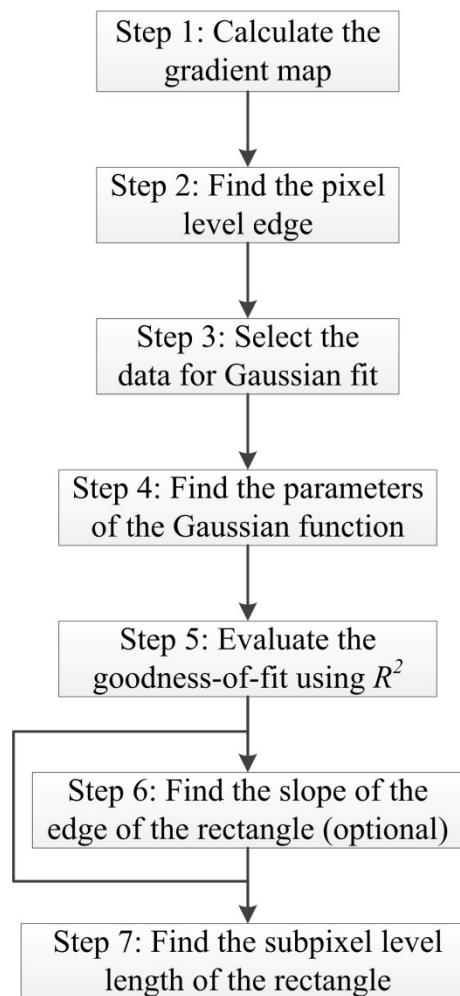 Step 1: Calculate the
gradient map
Step 2: Find the pixel
level edge
Step 3: Select the
data for Gaussian fit
Step 4: Find the parameters
of the Gaussian function
Step 5: Evaluate the
goodness-of-fit using R²
Step 6: Find the slope of the
edge of the rectangle (optional)
Step 7: Find the subpixel level
length of the rectangle